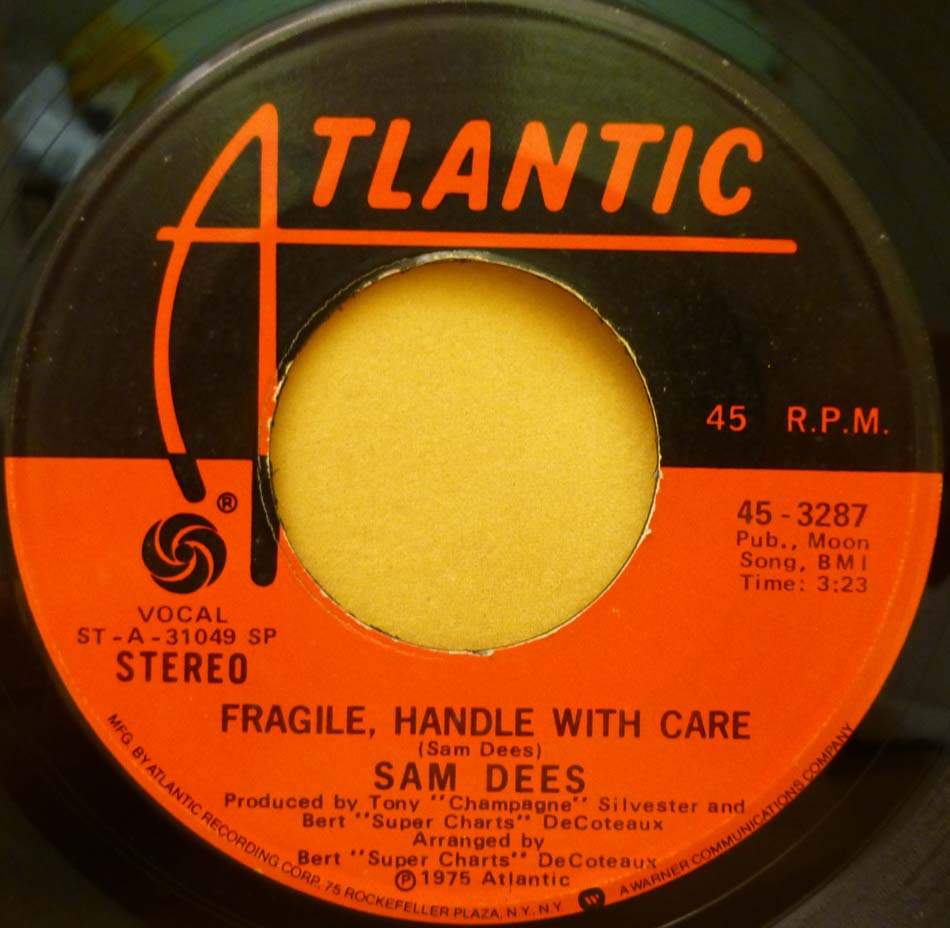 ATLANTIC
45 R.P.M.
®
45-3287
Pub., Moon
Song, BMI
Time: 3:23
VOCAL
ST-A-31049 SP
STEREO
FRAGILE, HANDLE WITH CARE
(Sam Dees)
SAM DEES
Produced by Tony "Champagne" Silvester and
Bert "Super Charts" DeCoteaux
Arranged by
Bert "Super Charts" DeCoteaux
℗1975 Atlantic
MFG. BY ATLANTIC RECORDING CORP., 75 ROCKEFELLER PLAZA, N.Y., N.Y. A WARNER COMMUNICATIONS COMPANY